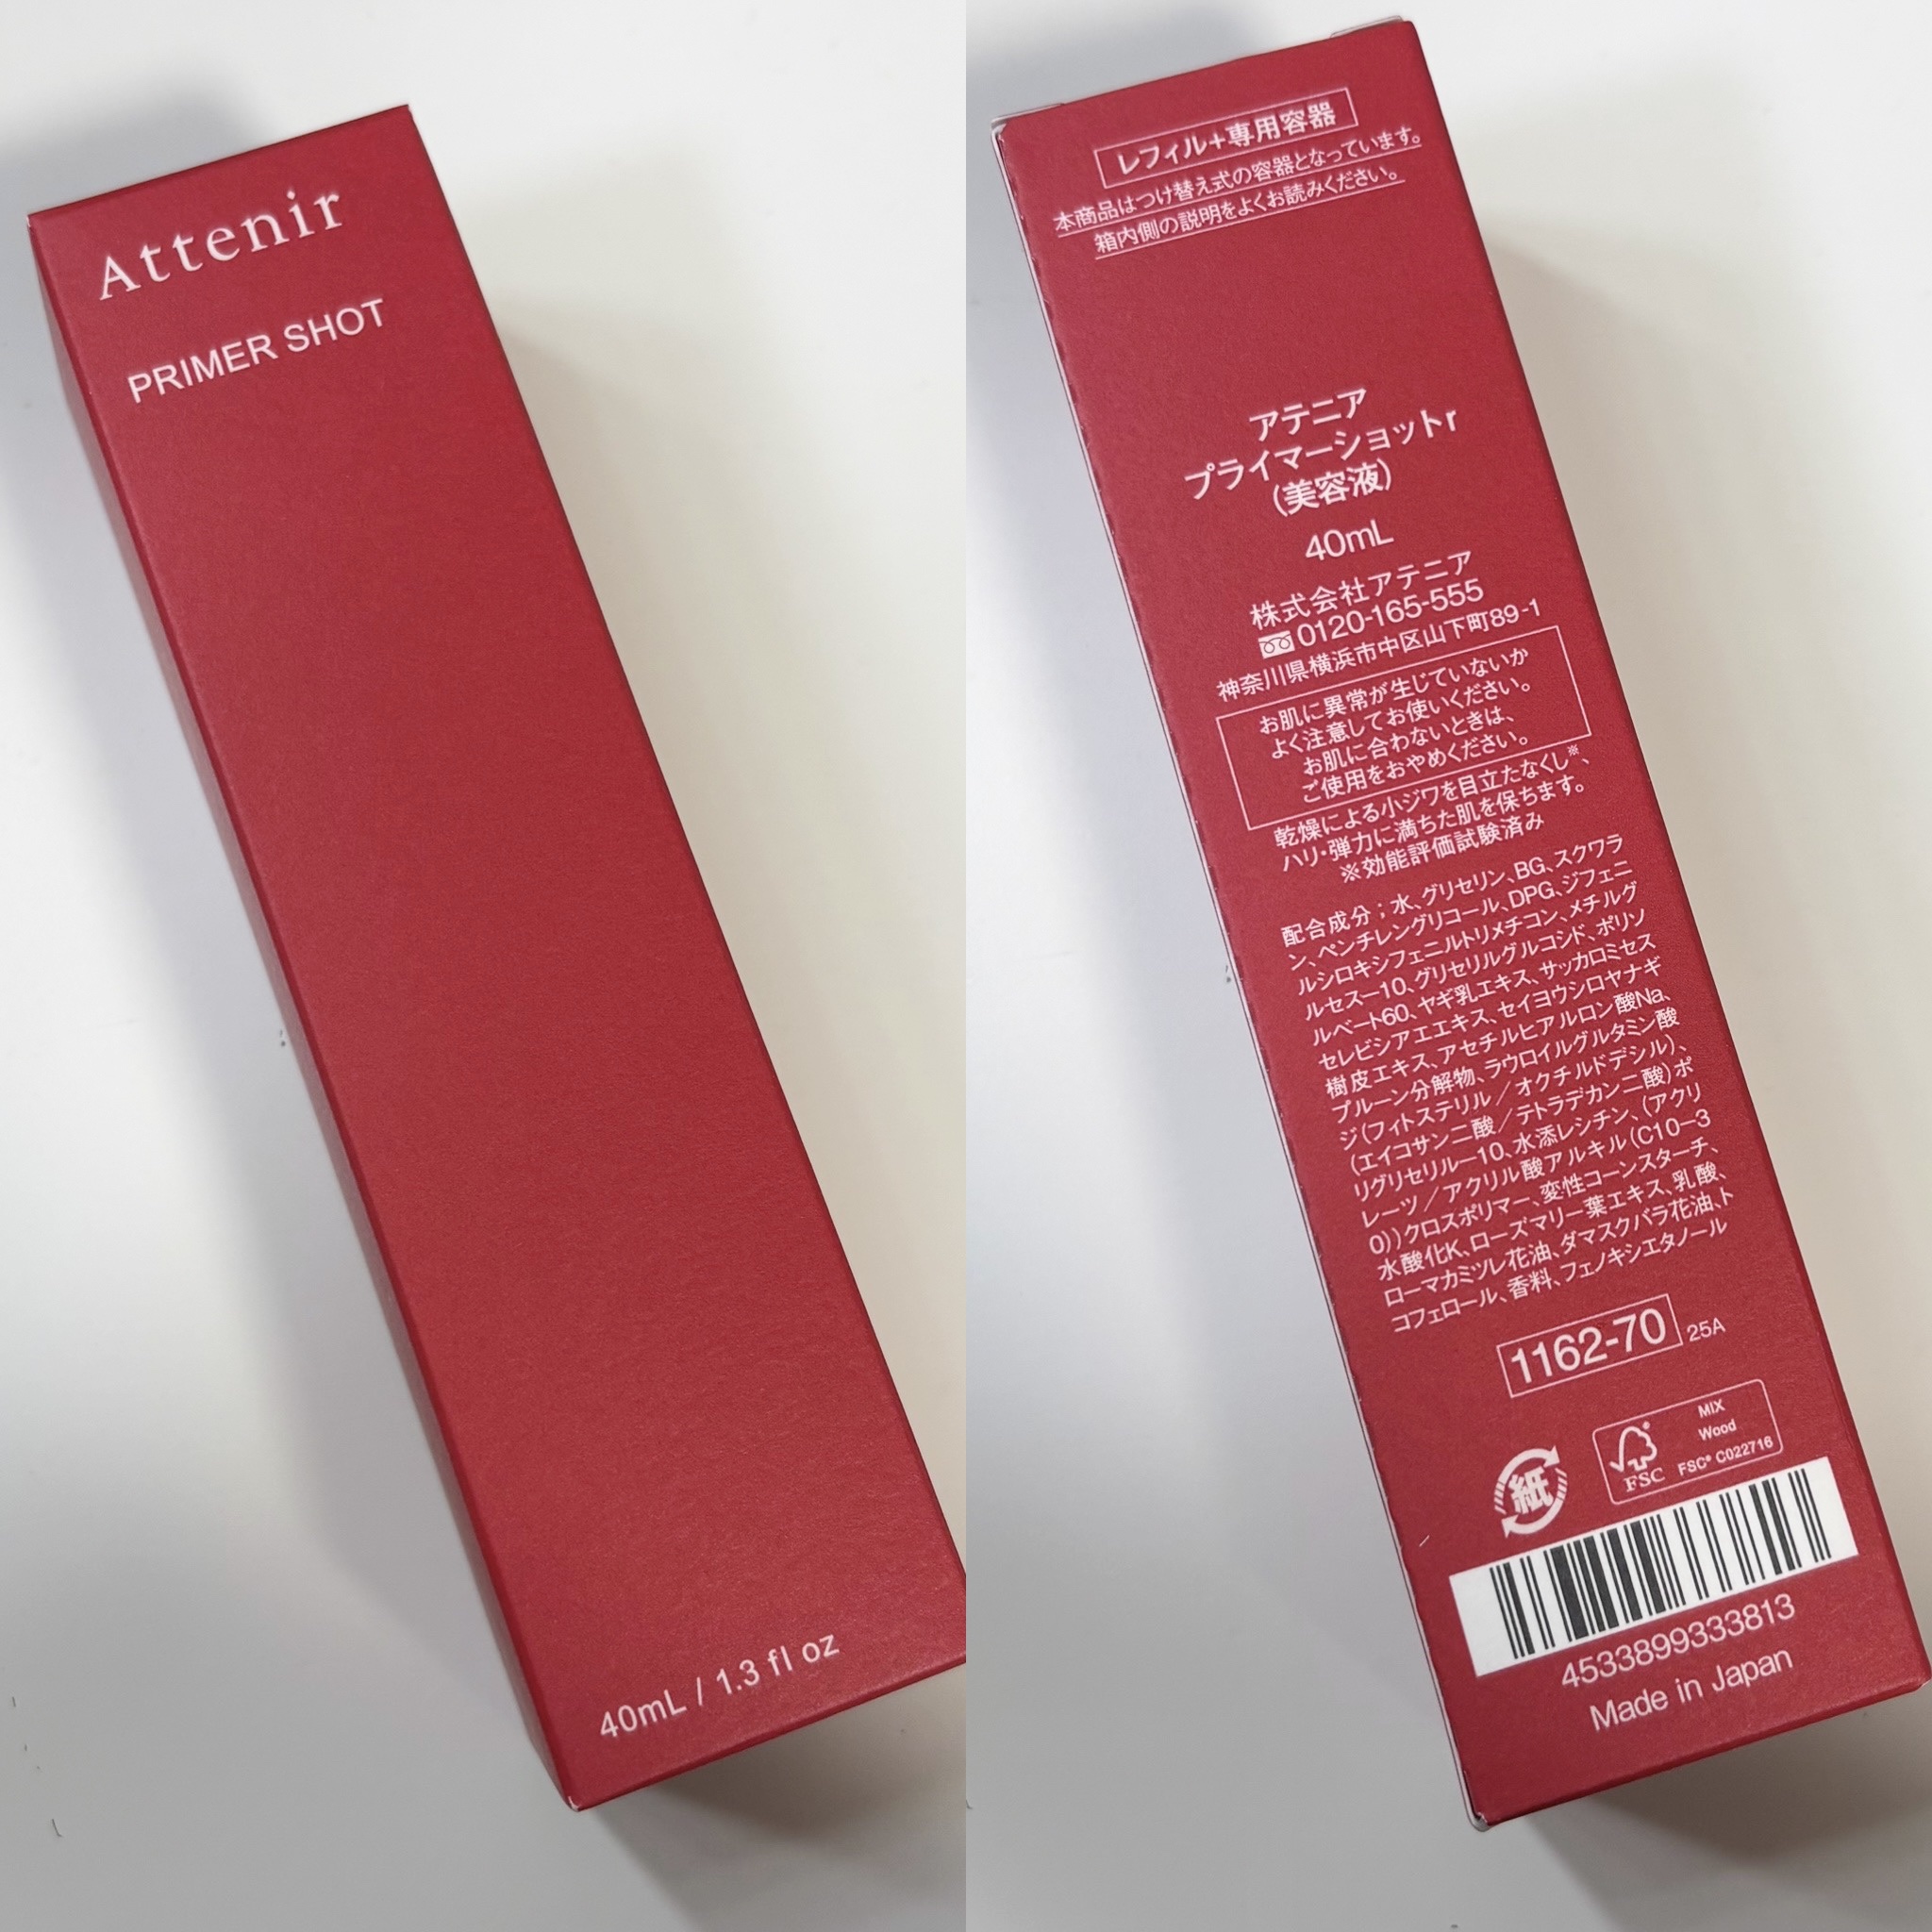 Attenir
PRIMER SHOT
40mL / 1.3 fl oz
レフィル+専用容器
本商品はつけ替え式の容器となっています。
箱内側の説明をよくお読みください。
アテニア
プライマーショットr
(美容液)
40mL
株式会社アテニア
0120-165-555
神奈川県横浜市中区山下町89-1
お肌に異常が生じていないか
よく注意してお使いください。
お肌に合わないときは、
ご使用をおやめください。
乾燥による小ジワを目立たなくし※、
ハリ・弾力に満ちた肌を保ちます。
※効能評価試験済み
配合成分;水、グリセリン、BG、スクワラ
ン、ペンチレングリコール、DPG、ジフェニ
ルシロキシフェニルトリメチコン、メチルグ
ルセス-10、グリセリルグルコシド、ポリソ
ルベート60、ヤギ乳エキス、サッカロミセス
セレビシアエエキス、セイヨウシロヤナギ
樹皮エキス、アセチルヒアルロン酸Na、
プルーン分解物、ラウロイルグルタミン酸
ジ(フィトステリル/オクチルドデシル)、
(エイコサン二酸/テトラデカン二酸)ポ
リグリセリル-10、水添レシチン、(アクリ
レーツ/アクリル酸アルキル(C10-3
0))クロスポリマー、変性コーンスターチ、
水酸化K、ローズマリー葉エキス、乳酸、
ローマカミツレ花油、ダマスクバラ花油、ト
コフェロール、香料、フェノキシエタノール
1162-70 25A
紙
FSC
MIX
Wood
FSC® C022716
4533899333813
Made in Japan